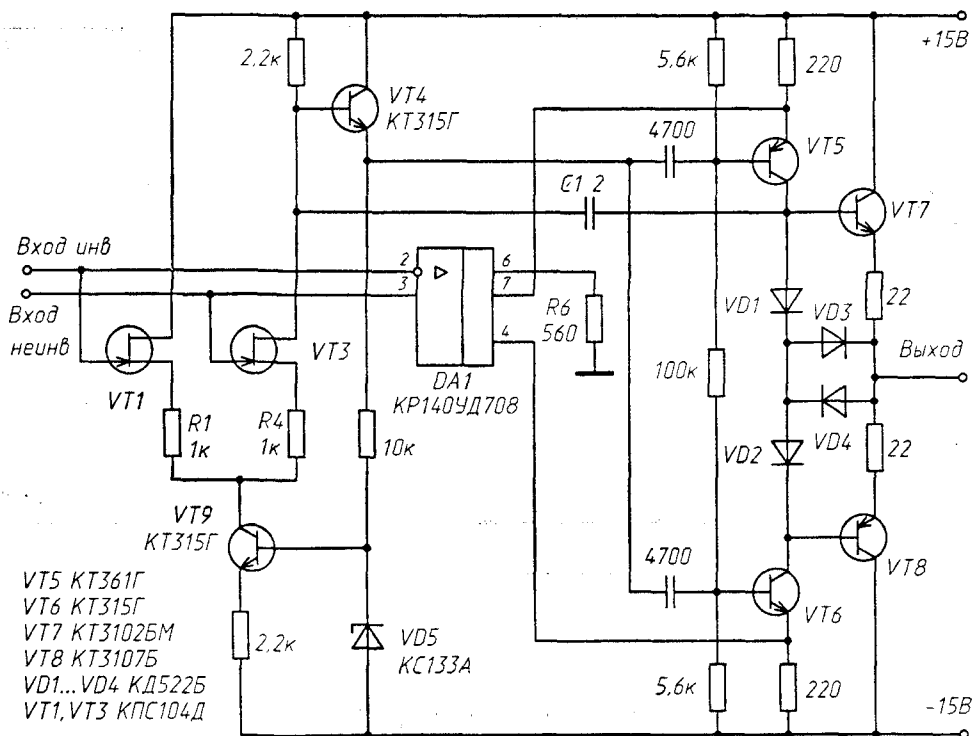 +15В
2,2к
5,6к
220
VT4
КТ315Г
4700
VT5
С1 2
VT7
Вход инв
2
6
3
7
Вход
неинв
R6
560
4
VD1
22
VD3
VT1
VT3
DA1
КР140УД708
100к
Выход
R1
1к
R4
1к
10к
VD2
VD4
22
VT9
КТ315Г
4700
VT8
VT6
VT5 КТ361Г
VT6 КТ315Г
VT7 КТ3102БМ
VT8 КТ3107Б
VD1...VD4 КД522Б
VT1,VT3 КПС104Д
2,2к
VD5
КС133А
5,6к
220
-15В